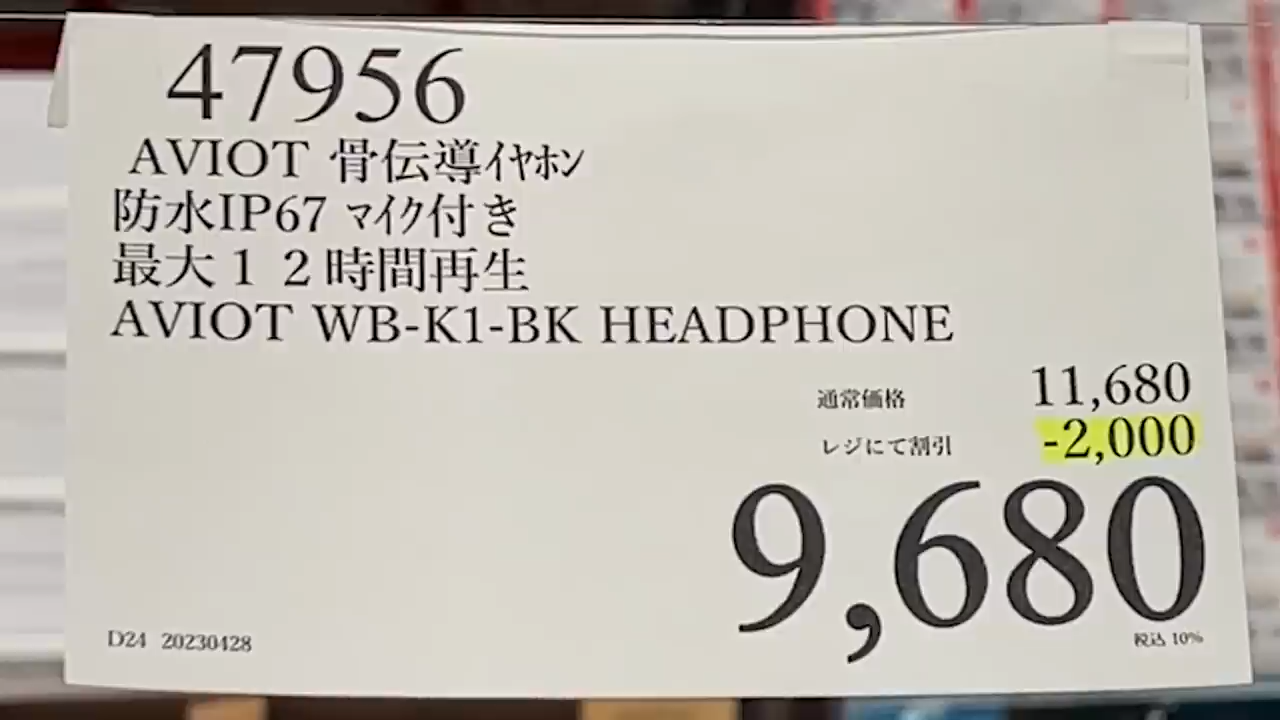 47956
AVIOT 骨伝導ｲﾔﾎﾝ
防水IP67 ﾏｲｸ付き
最大１２時間再生
AVIOT WB-K1-BK HEADPHONE
通常価格 11,680
レジにて割引 -2,000
9,680
税込 10%
D24 20230428